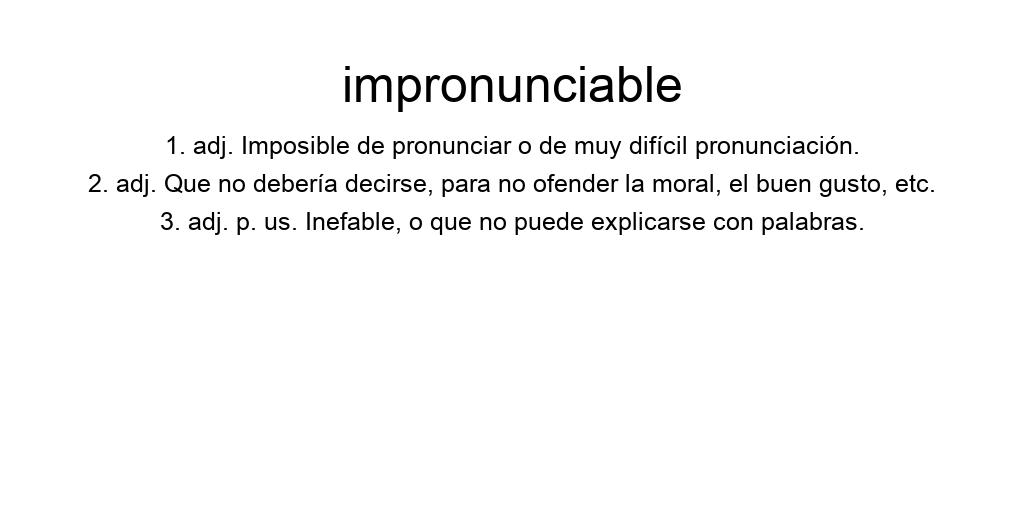 impronunciable
1. adj. Imposible de pronunciar o de muy difícil pronunciación.
2. adj. Que no debería decirse, para no ofender la moral, el buen gusto, etc.
3. adj. p. us. Inefable, o que no puede explicarse con palabras.